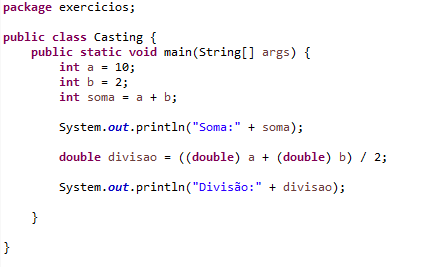 package exercicios;
public class Casting {
public static void main(String[] args) {
int a = 10;
int b = 2;
int soma = a + b;
System.out.println("Soma:" + soma);
double divisao = ((double) a + (double) b) / 2;
System.out.println("Divisão:" + divisao);
}
}